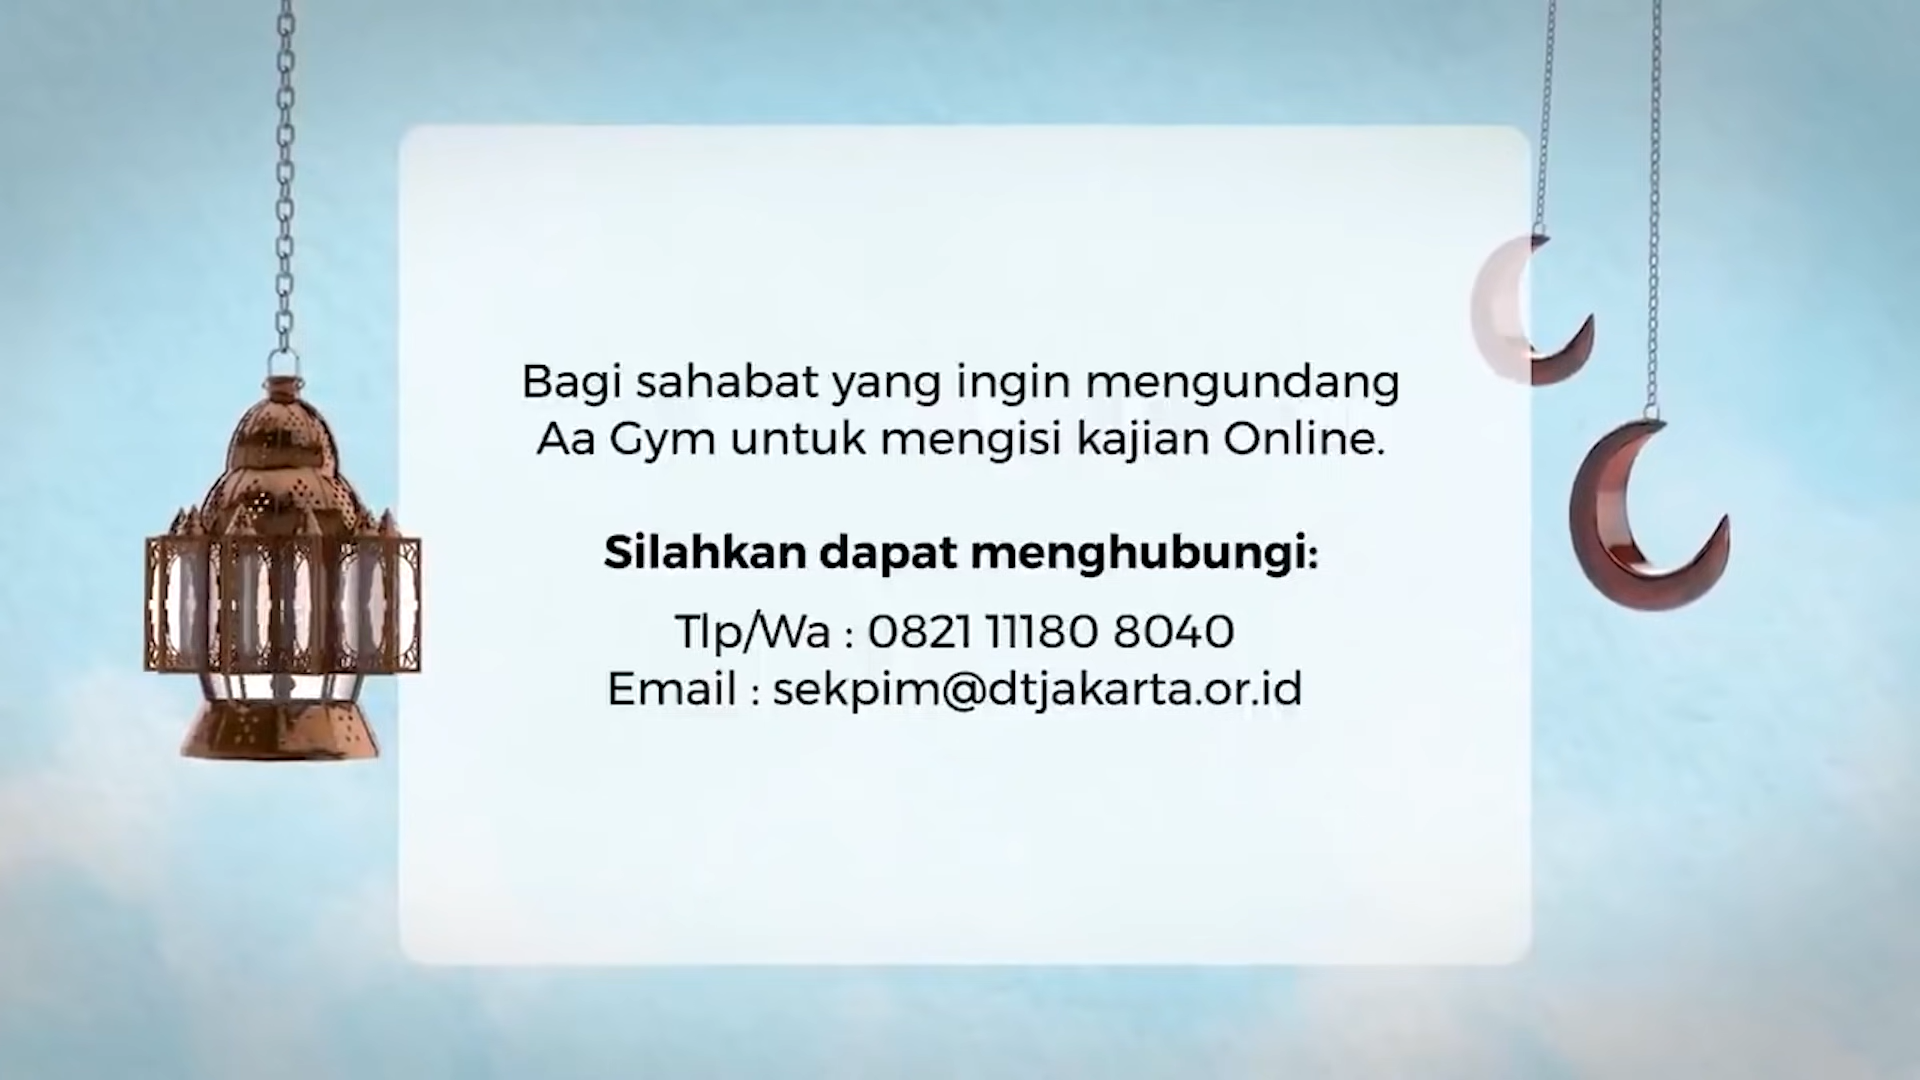 Bagi sahabat yang ingin mengundang
Aa Gym untuk mengisi kajian Online.
Silahkan dapat menghubungi:
Tlp/Wa : 0821 11180 8040
Email : sekpim@dtjakarta.or.id